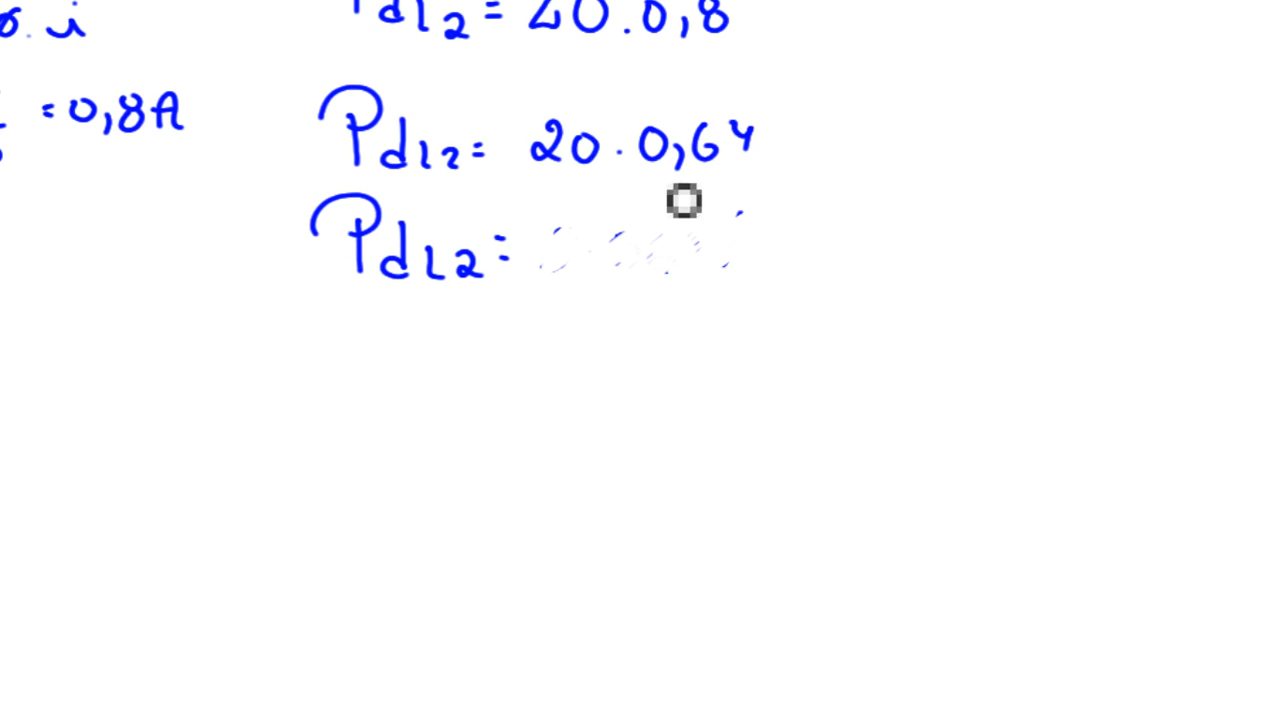 . i
PdL2 = 20.0,8
= 0,8A
PdL2 = 20.0,64
PdL2 =